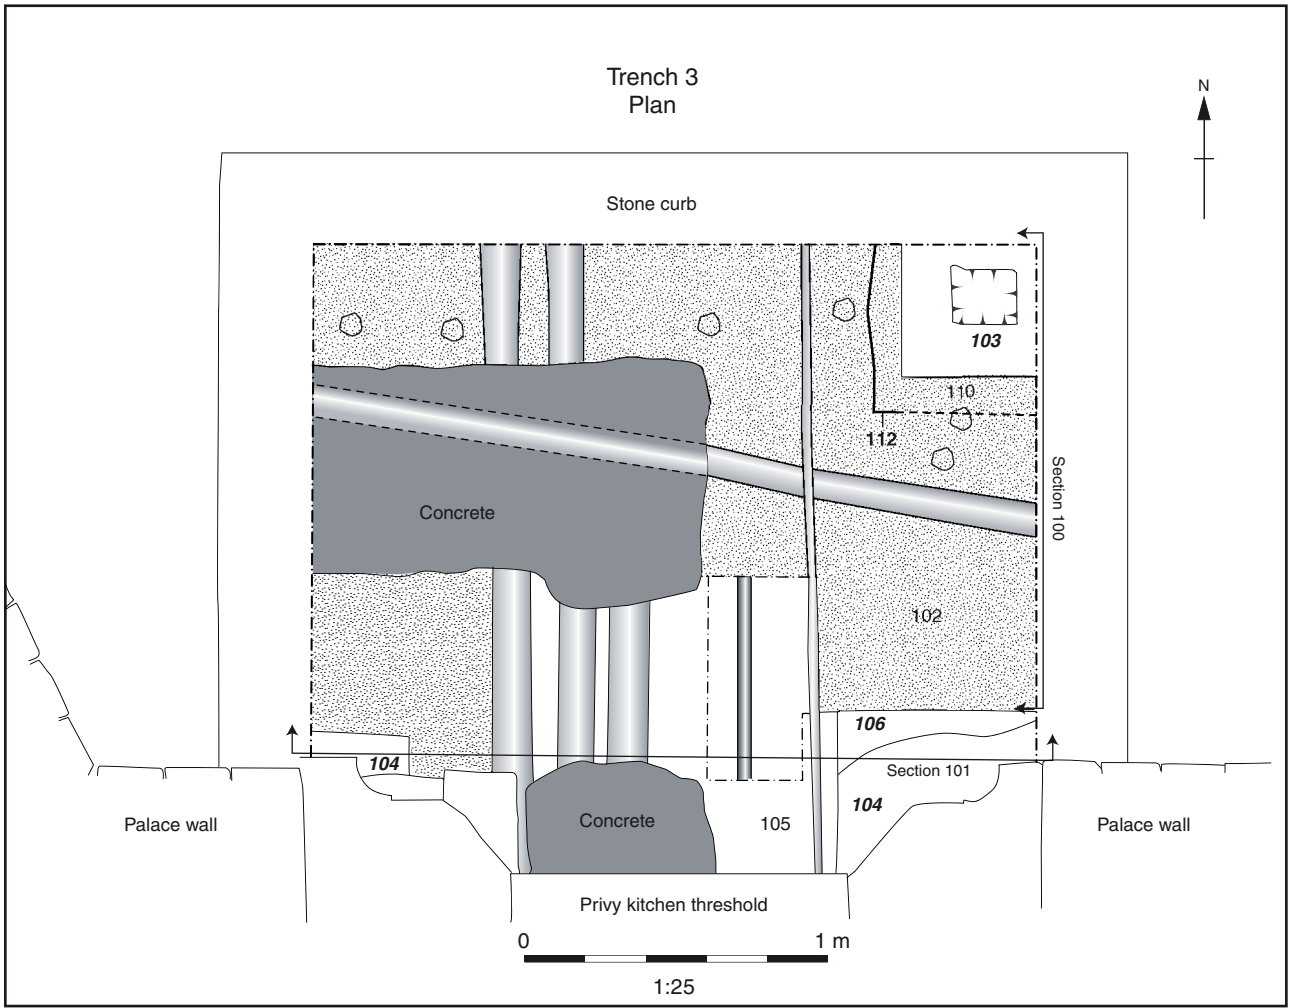 Trench 3
Plan
N
Stone curb
103
110
112
Section 100
Concrete
102
106
104
Section 101
104
Palace wall
Concrete
105
Palace wall
Privy kitchen threshold
0 1 m
1:25